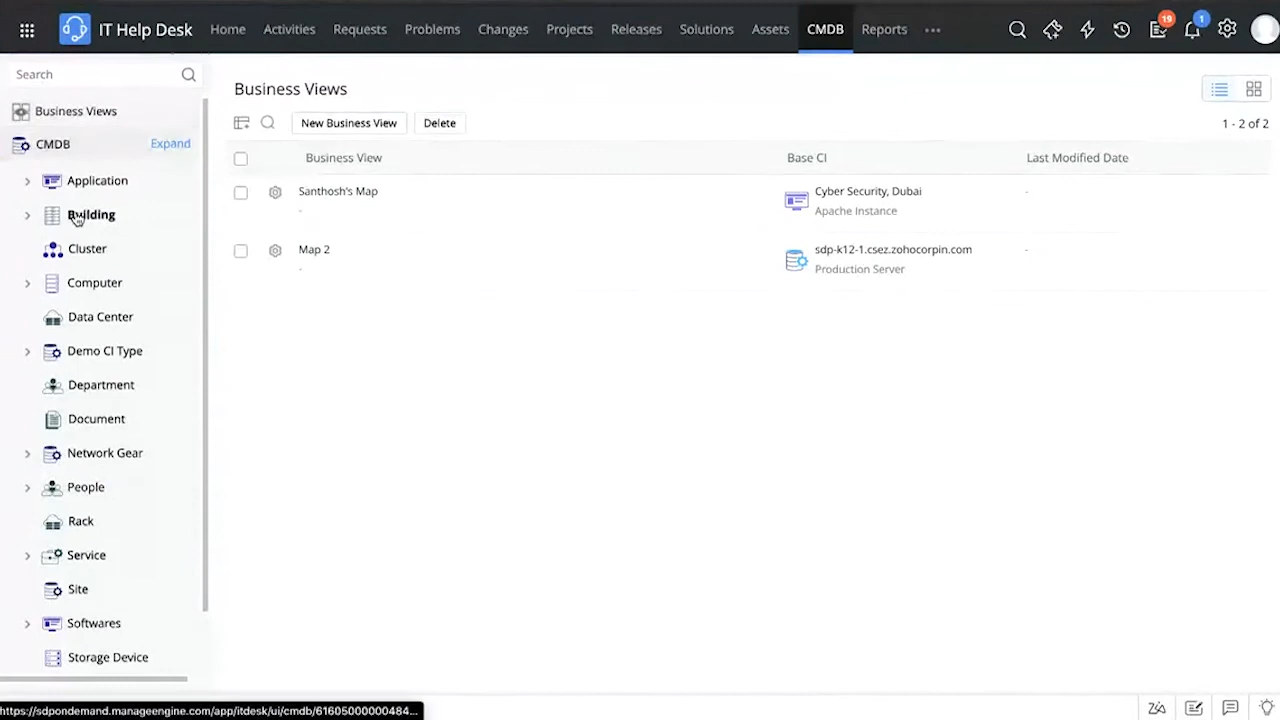 IT Help Desk Home Activities Requests Problems Changes Projects Releases Solutions Assets CMDB Reports 19 1
Search
Business Views
CMDB Expand
Application
Building
Cluster
Computer
Data Center
Demo CI Type
Department
Document
Network Gear
People
Rack
Service
Site
Softwares
Storage Device
Business Views
New Business View Delete 1 - 2 of 2
Business View Base CI Last Modified Date
Santhosh's Map Cyber Security, Dubai -
- Apache Instance
Map 2 sdp-k12-1.csez.zohocorpin.com -
- Production Server
https://sdpondemand.manageengine.com/app/itdesk/ui/cmdb/61605000000484...